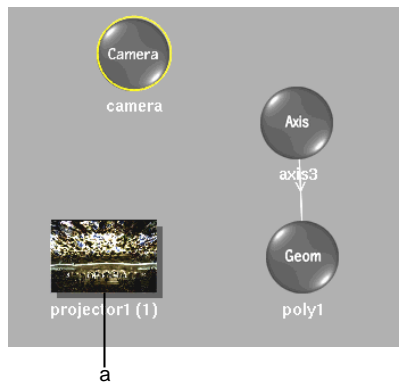 Camera
camera
Axis
axis3
Geom
projector1 (1)
poly1
a